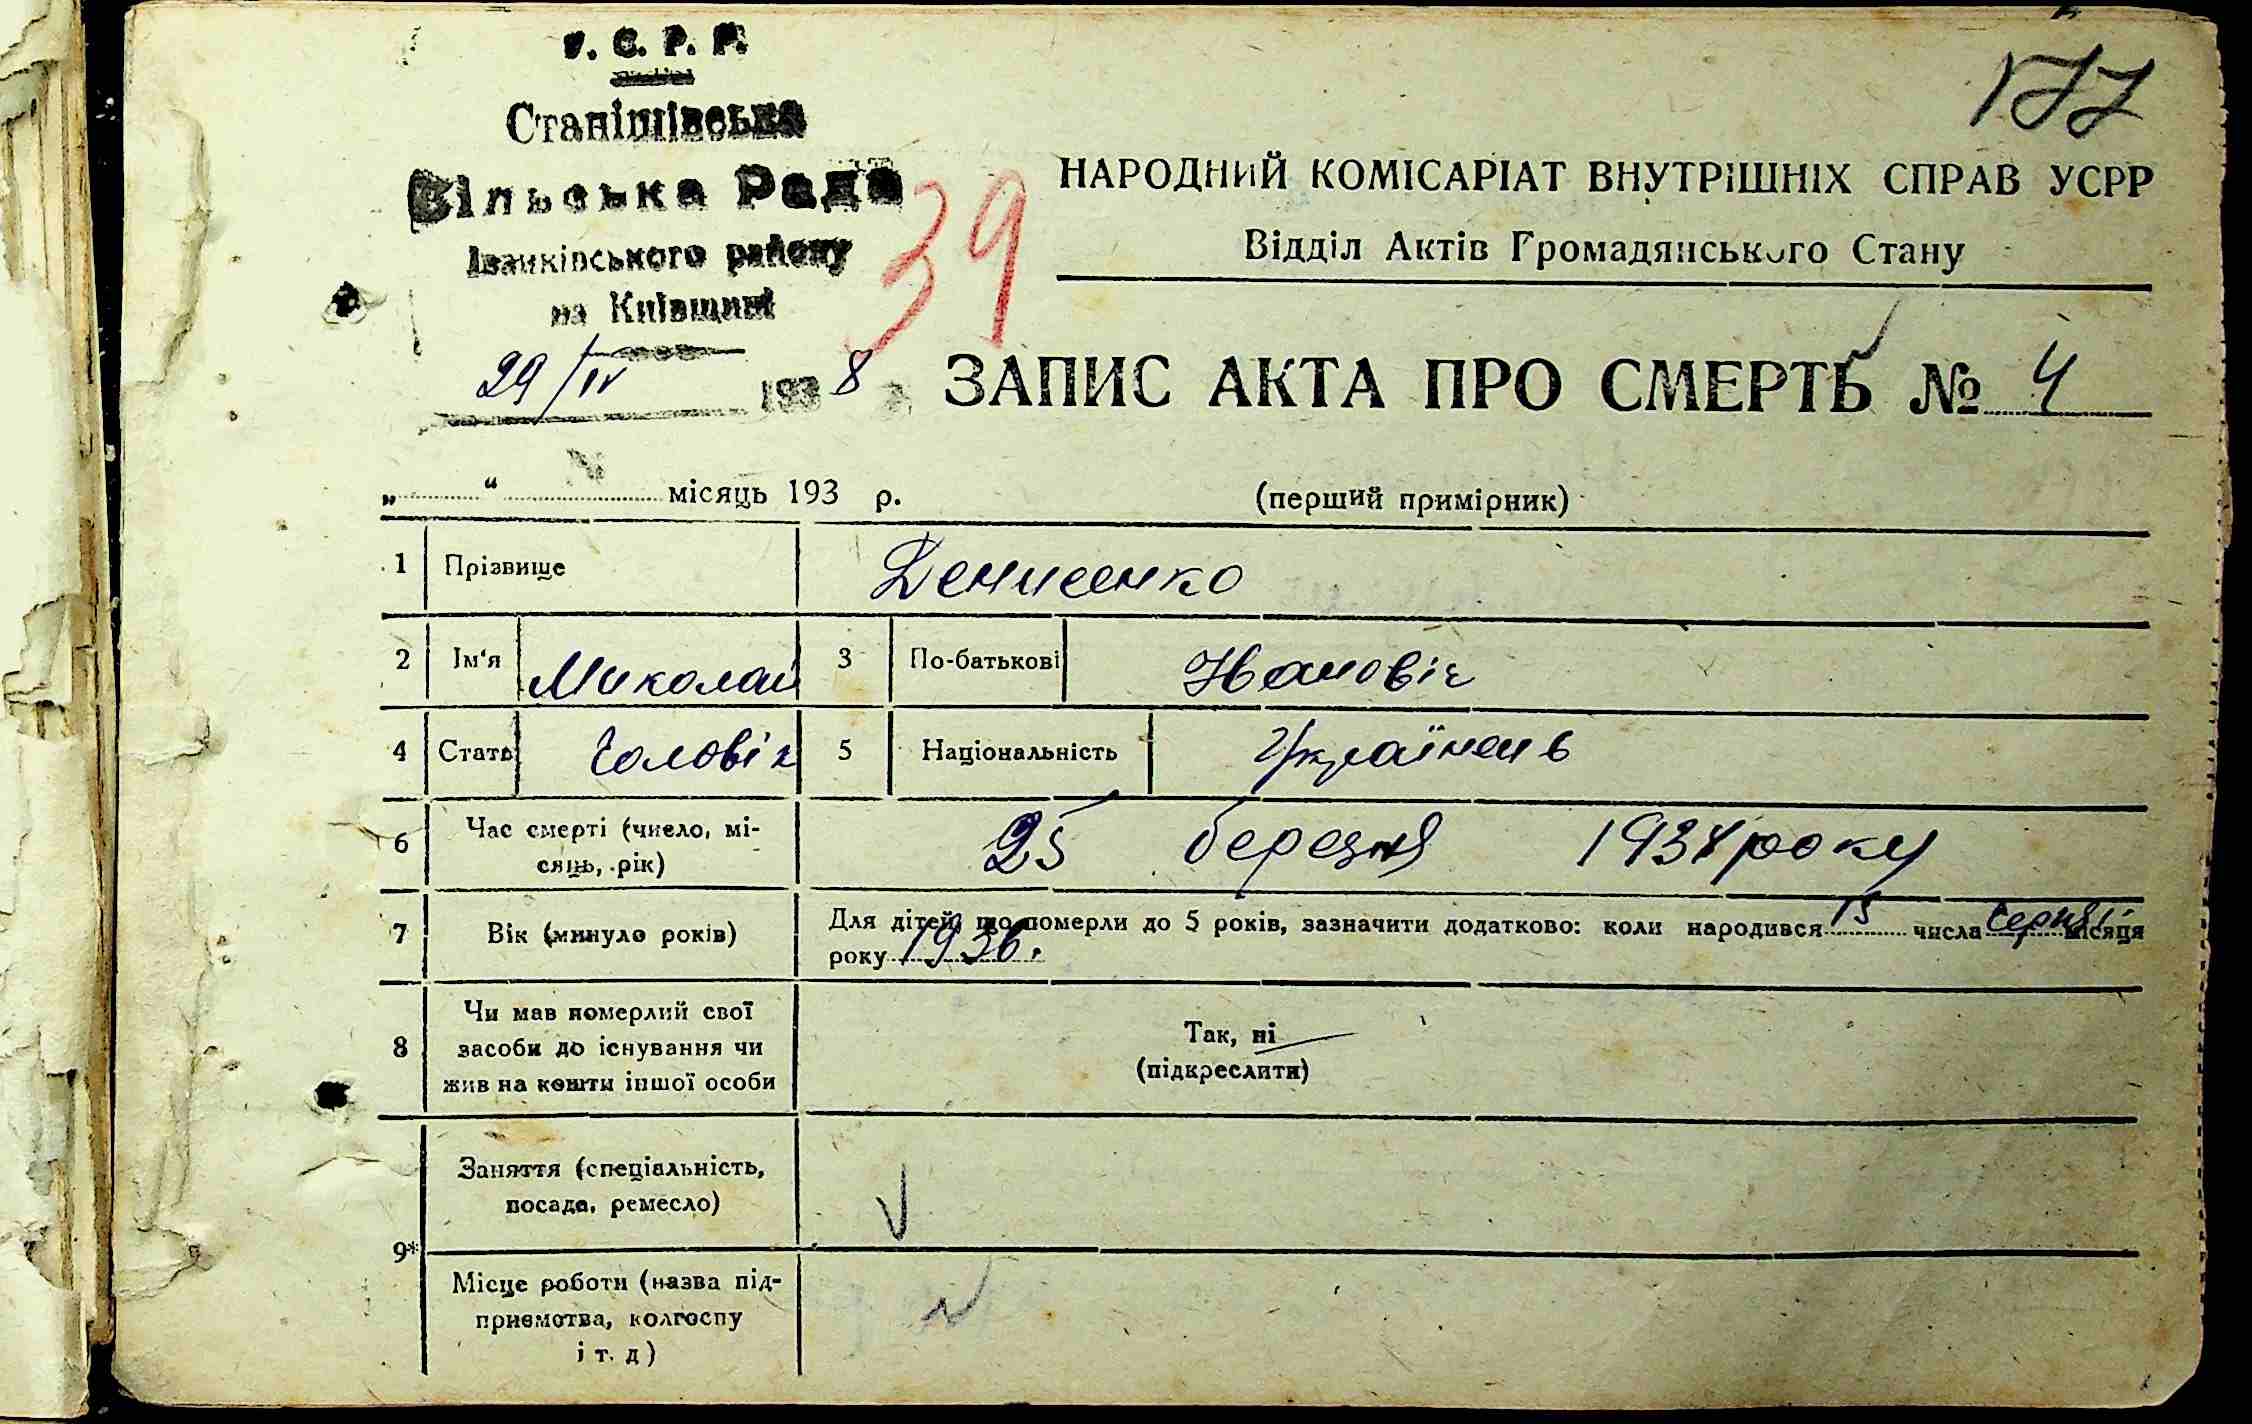 У. С. Р. Р.
Станішівська
Сільська Рада
Іванківського району
на Київщині
29/IV 1938
177
39
НАРОДНИЙ КОМІСАРІАТ ВНУТРІШНІХ СПРАВ УСРР
Відділ Актів Громадянського Стану
ЗАПИС АКТА ПРО СМЕРТЬ № 4
„ “ місяць 193 р. (перший примірник)
1 Прізвище Денисенко
2 Ім‘я Миколай 3 По-батькові Іванович
4 Стать Чоловік 5 Національність Українець
6 Час смерті (число, мі-
сяць, рік) 25 березня 1938 року
7 Вік (минуло років) Для дітей, що померли до 5 років, зазначити додатково: коли народився 15 числа серпня місяця
року 1936.
8 Чи мав померлий свої
засоби до існування чи
жив на кошти іншої особи
Так, ні
(підкреслити)
9* Заняття (спеціальність,
посада, ремесло)
Місце роботи (назва під-
приємства, колгоспу
і т. д)